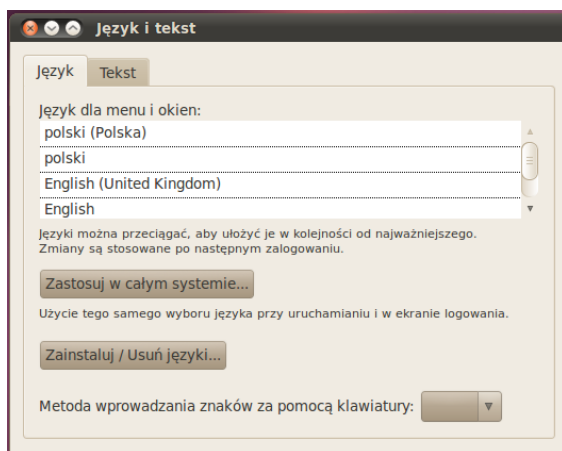 Język i tekst
Język
Tekst
Język dla menu i okien:
polski (Polska)
polski
English (United Kingdom)
English
Języki można przeciągać, aby ułożyć je w kolejności od najważniejszego.
Zmiany są stosowane po następnym zalogowaniu.
Zastosuj w całym systemie...
Użycie tego samego wyboru języka przy uruchamianiu i w ekranie logowania.
Zainstaluj / Usuń języki...
Metoda wprowadzania znaków za pomocą klawiatury: